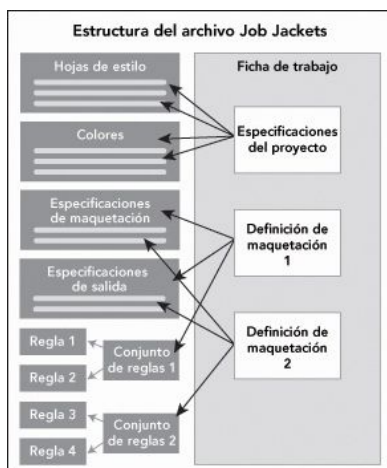 Estructura del archivo Job Jackets
Hojas de estilo
Colores
Especificaciones
de maquetación
Especificaciones
de salida
Regla 1
Regla 2
Conjunto
de reglas 1
Regla 3
Regla 4
Conjunto
de reglas 2
Ficha de trabajo
Especificaciones
del proyecto
Definición de
maquetación
1
Definición de
maquetación
2